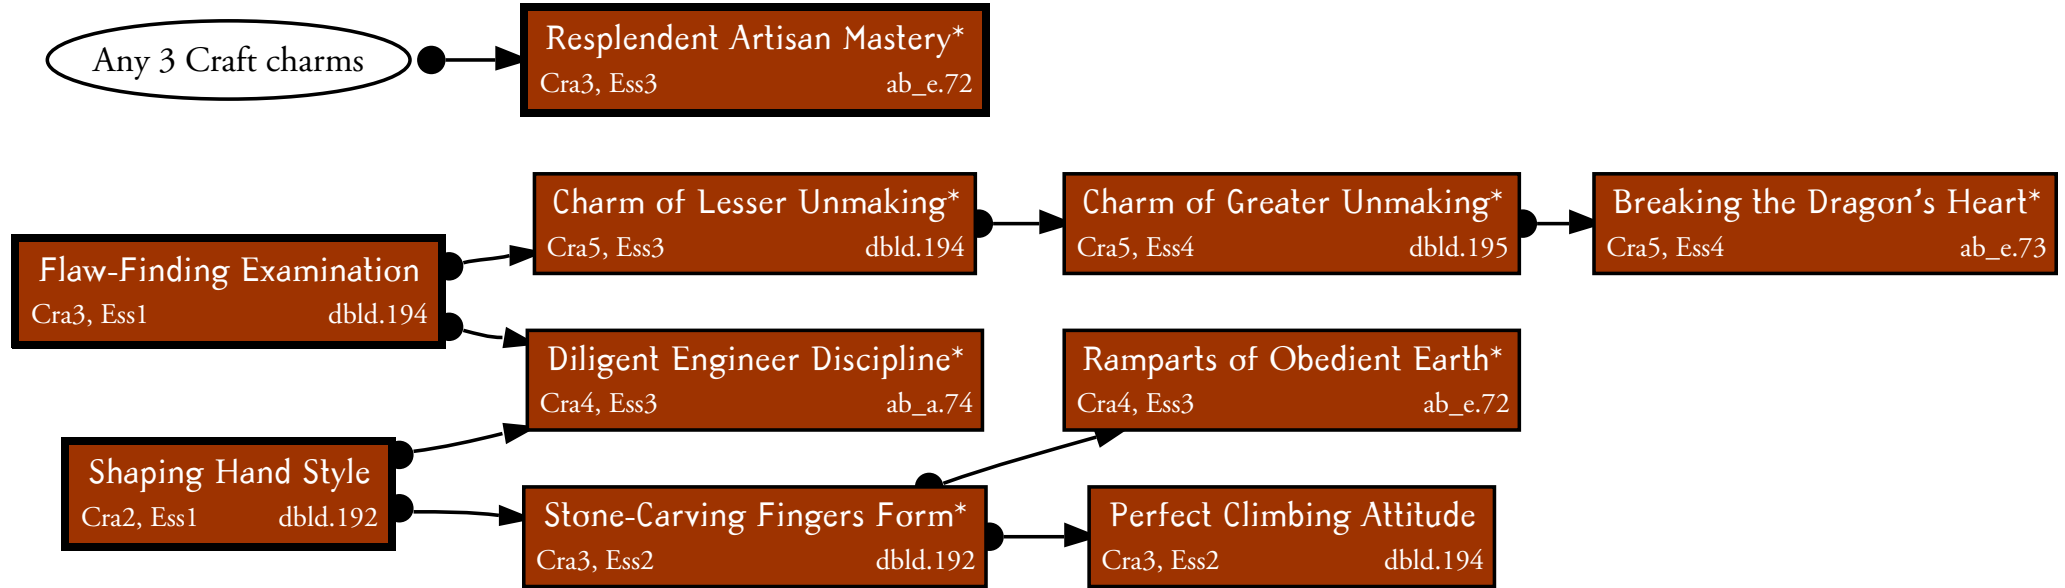 Any 3 Craft charms
Resplendent Artisan Mastery*
Cra3, Ess3 ab_e.72
Charm of Lesser Unmaking*
Cra5, Ess3 dbld.194
Charm of Greater Unmaking*
Cra5, Ess4 dbld.195
Breaking the Dragon's Heart*
Cra5, Ess4 ab_e.73
Flaw-Finding Examination
Cra3, Ess1 dbld.194
Diligent Engineer Discipline*
Cra4, Ess3 ab_a.74
Ramparts of Obedient Earth*
Cra4, Ess3 ab_e.72
Shaping Hand Style
Cra2, Ess1 dbld.192
Stone-Carving Fingers Form*
Cra3, Ess2 dbld.192
Perfect Climbing Attitude
Cra3, Ess2 dbld.194